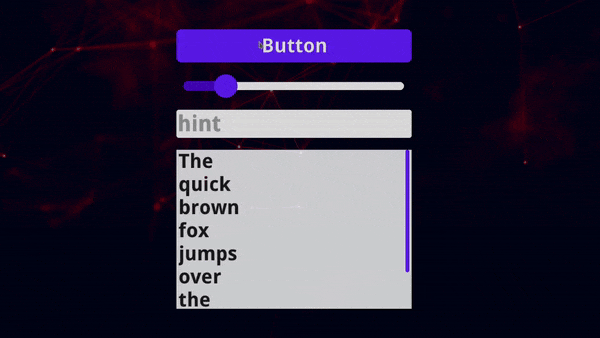 Button
hint
The
quick
brown
fox
jumps
over
the